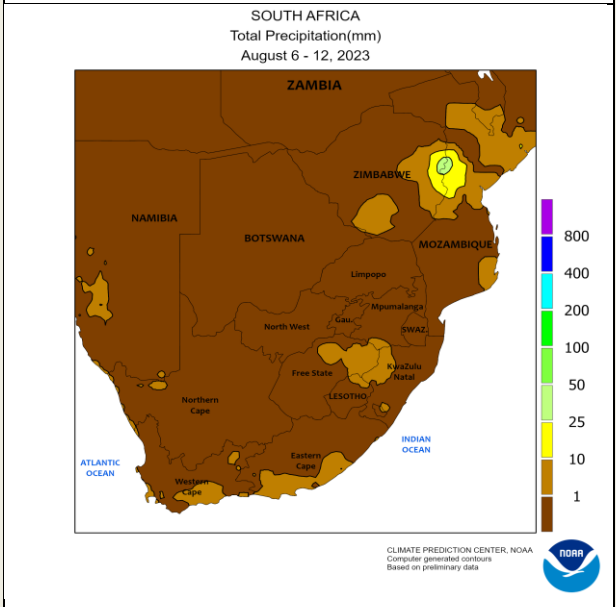 SOUTH AFRICA
Total Precipitation(mm)
August 6 - 12, 2023
ZAMBIA
ZIMBABWE
NAMIBIA
BOTSWANA
MOZAMBIQUE
Limpopo
Mpumalanga
Gau.
North West
SWAZ.
Free State
KwaZulu
Natal
LESOTHO
Northern
Cape
Eastern
Cape
Western
Cape
ATLANTIC
OCEAN
INDIAN
OCEAN
800
400
200
100
50
25
10
1
CLIMATE PREDICTION CENTER, NOAA
Computer generated contours
Based on preliminary data
NOAA